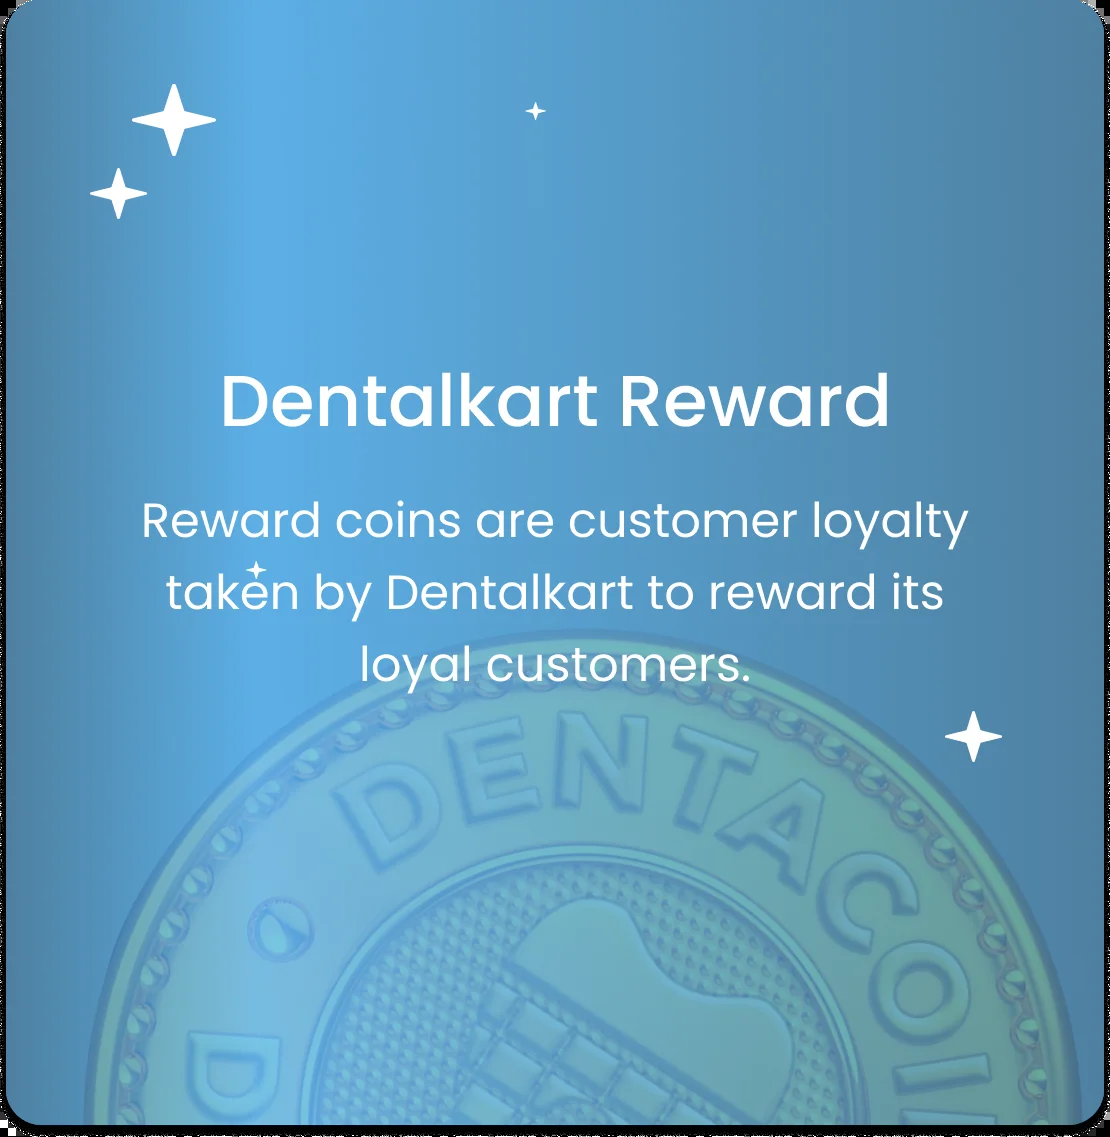 Dentalkart Reward
Reward coins are customer loyalty
taken by Dentalkart to reward its
loyal customers.
DENTACOI
D